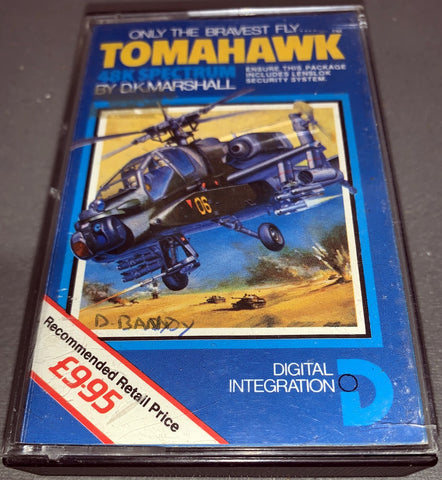 ONLY THE BRAVEST FLY......
TOMAHAWK
48K SPECTRUM
BY D.K.MARSHALL
ENSURE THIS PACKAGE
INCLUDES LENSLOK
SECURITY SYSTEM.
06
D. BANDY
Recommended Retail Price
£9.95
DIGITAL
INTEGRATION